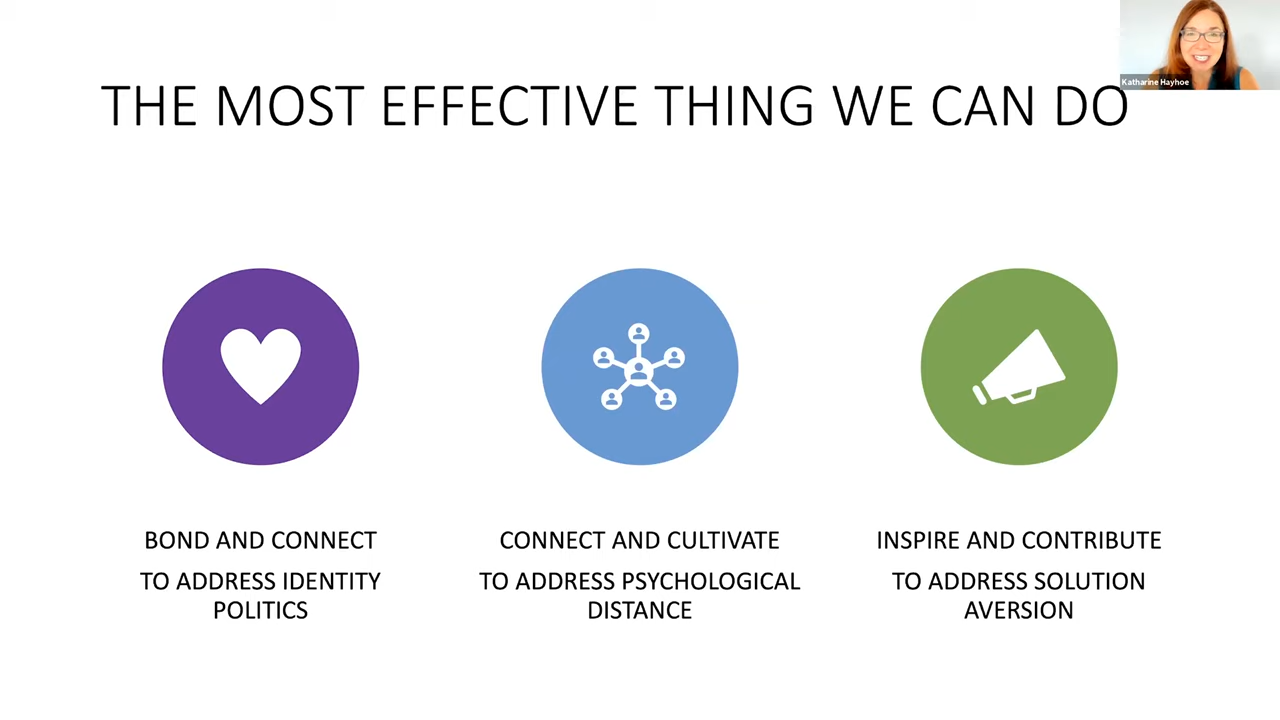 Katharine Hayhoe
THE MOST EFFECTIVE THING WE CAN DO
BOND AND CONNECT
TO ADDRESS IDENTITY
POLITICS
CONNECT AND CULTIVATE
TO ADDRESS PSYCHOLOGICAL
DISTANCE
INSPIRE AND CONTRIBUTE
TO ADDRESS SOLUTION
AVERSION